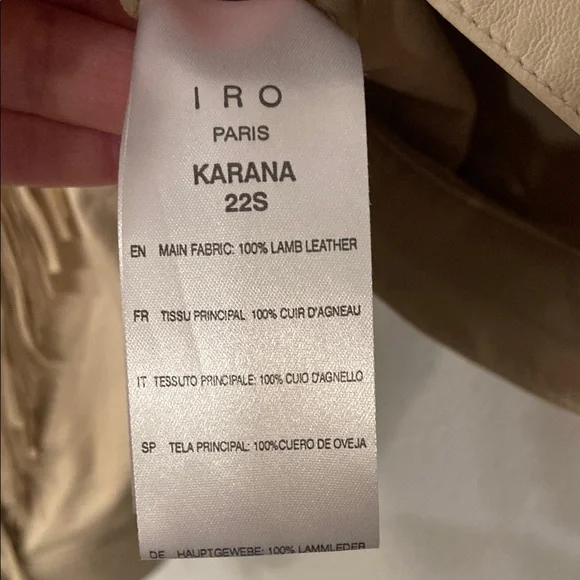 I R O
PARIS
KARANA
22S
EN MAIN FABRIC: 100% LAMB LEATHER
FR TISSU PRINCIPAL 100% CUIR D'AGNEAU
IT TESSUTO PRINCIPALE: 100% CUIO D'AGNELLO
SP TELA PRINCIPAL: 100%CUERO DE OVEJA
DE HAUPTGEWEBE: 100% LAMMLEDER